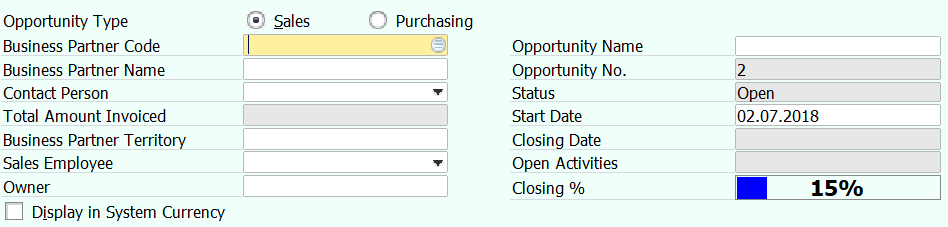 Opportunity Type Sales Purchasing
Business Partner Code
Business Partner Name
Contact Person
Total Amount Invoiced
Business Partner Territory
Sales Employee
Owner
Display in System Currency
Opportunity Name
Opportunity No. 2
Status Open
Start Date 02.07.2018
Closing Date
Open Activities
Closing % 15%